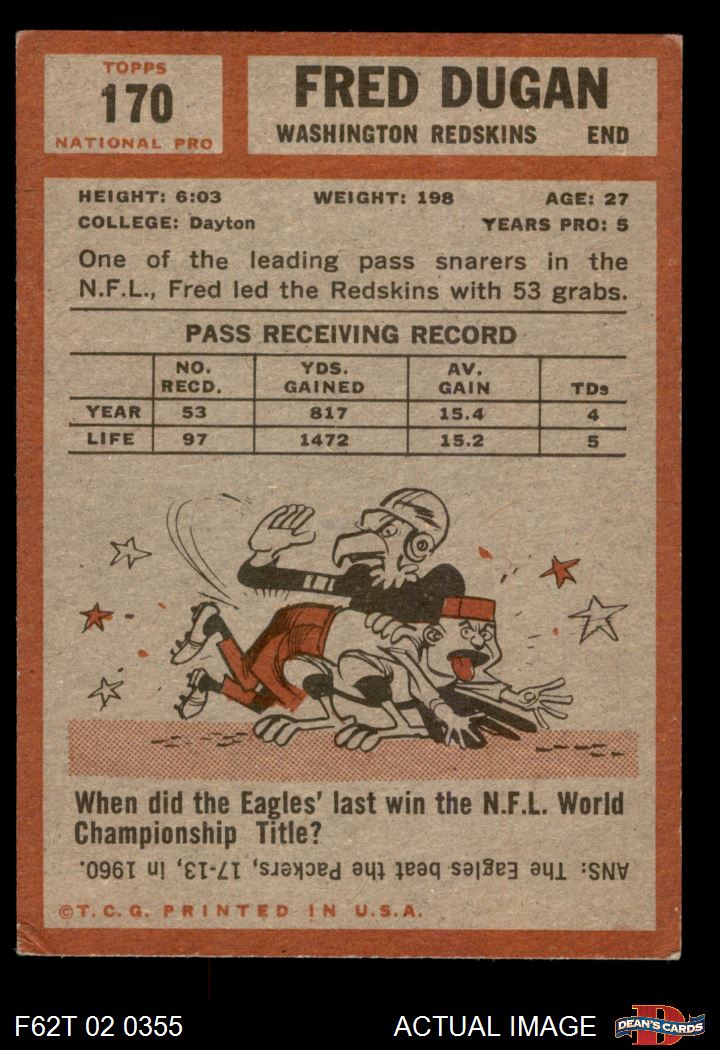 TOPPS
170
NATIONAL PRO
FRED DUGAN
WASHINGTON REDSKINS END
HEIGHT: 6:03 WEIGHT: 198 AGE: 27
COLLEGE: Dayton YEARS PRO: 5
One of the leading pass snarers in the
N.F.L., Fred led the Redskins with 53 grabs.
PASS RECEIVING RECORD
NO. RECD. YDS. GAINED AV. GAIN TDs
YEAR 53 817 15.4 4
LIFE 97 1472 15.2 5
When did the Eagles' last win the N.F.L. World
Championship Title?
ANS: The Eagles beat the Packers, 17-13, in 1960.
©T.C.G. PRINTED IN U.S.A.
F62T 02 0355
ACTUAL IMAGE
D
DEAN'S CARDS